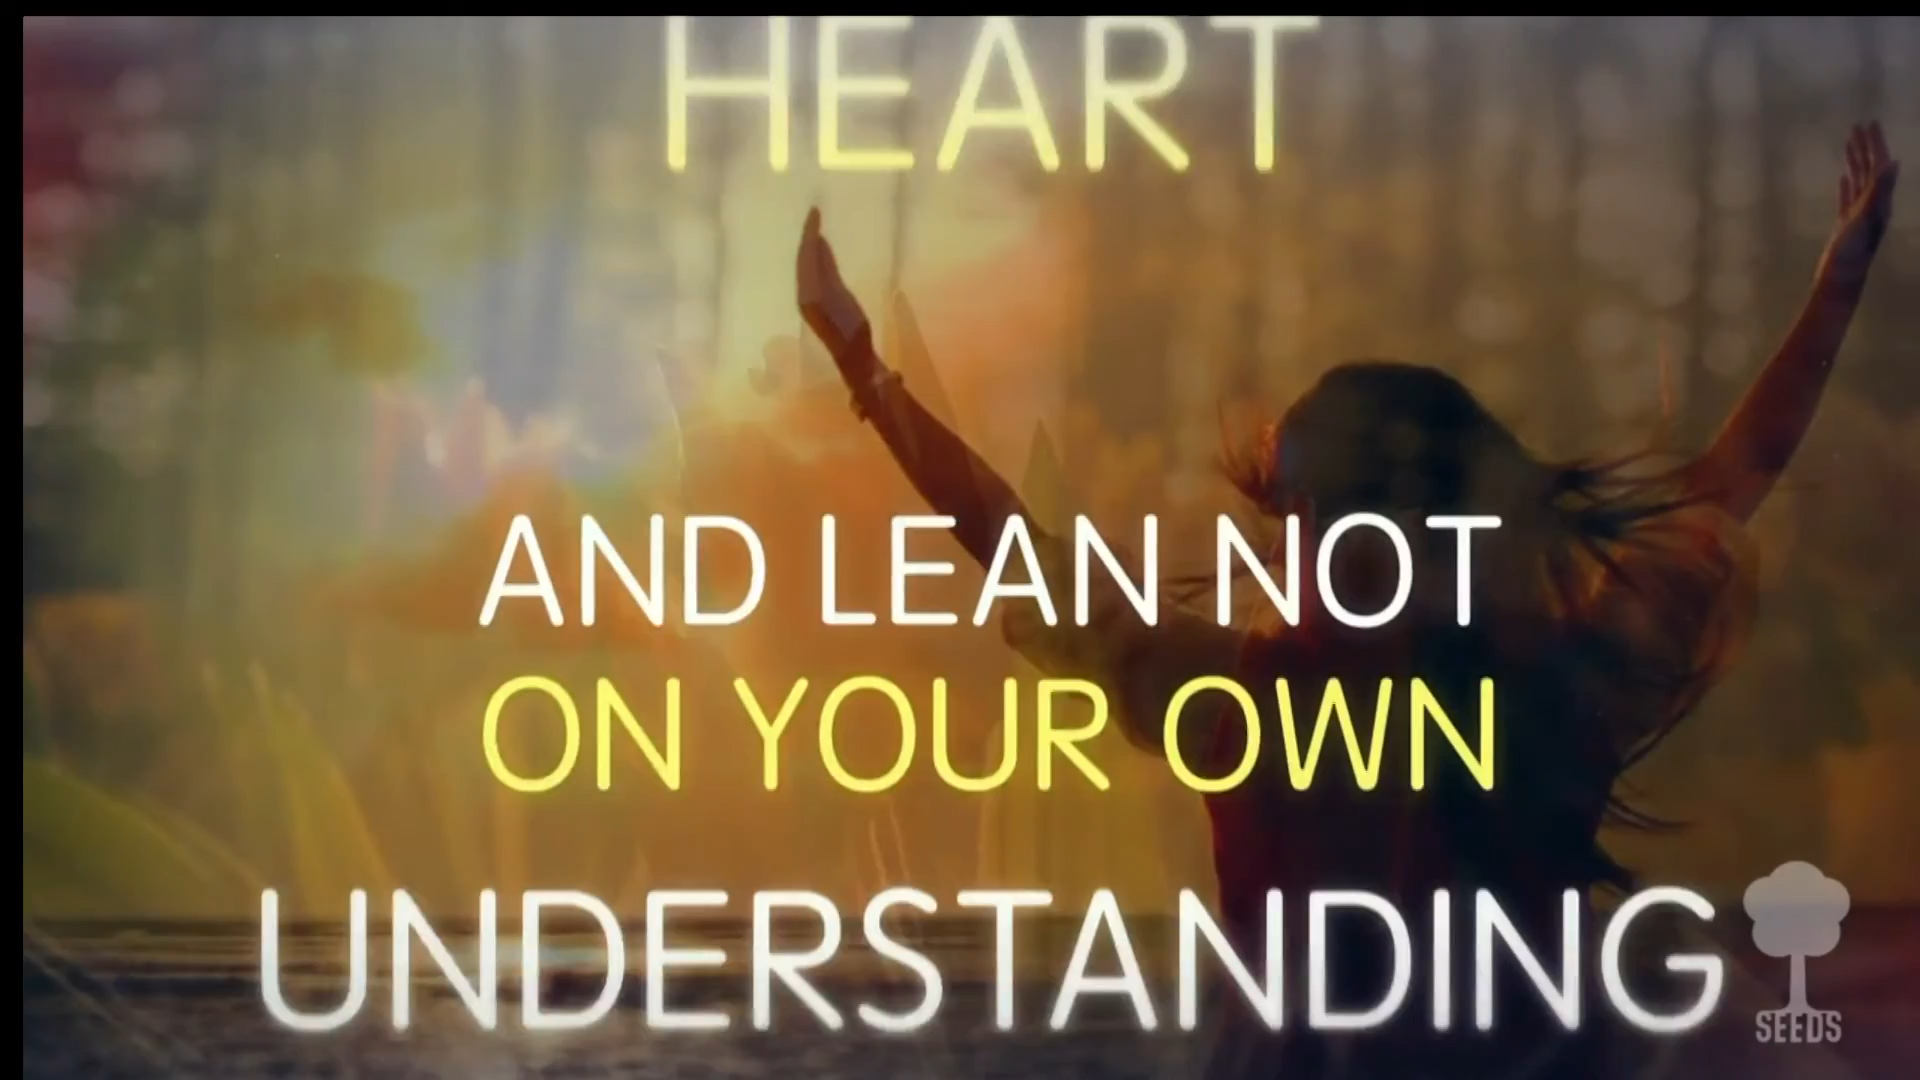 HEART
AND LEAN NOT
ON YOUR OWN
UNDERSTANDING
SEEDS